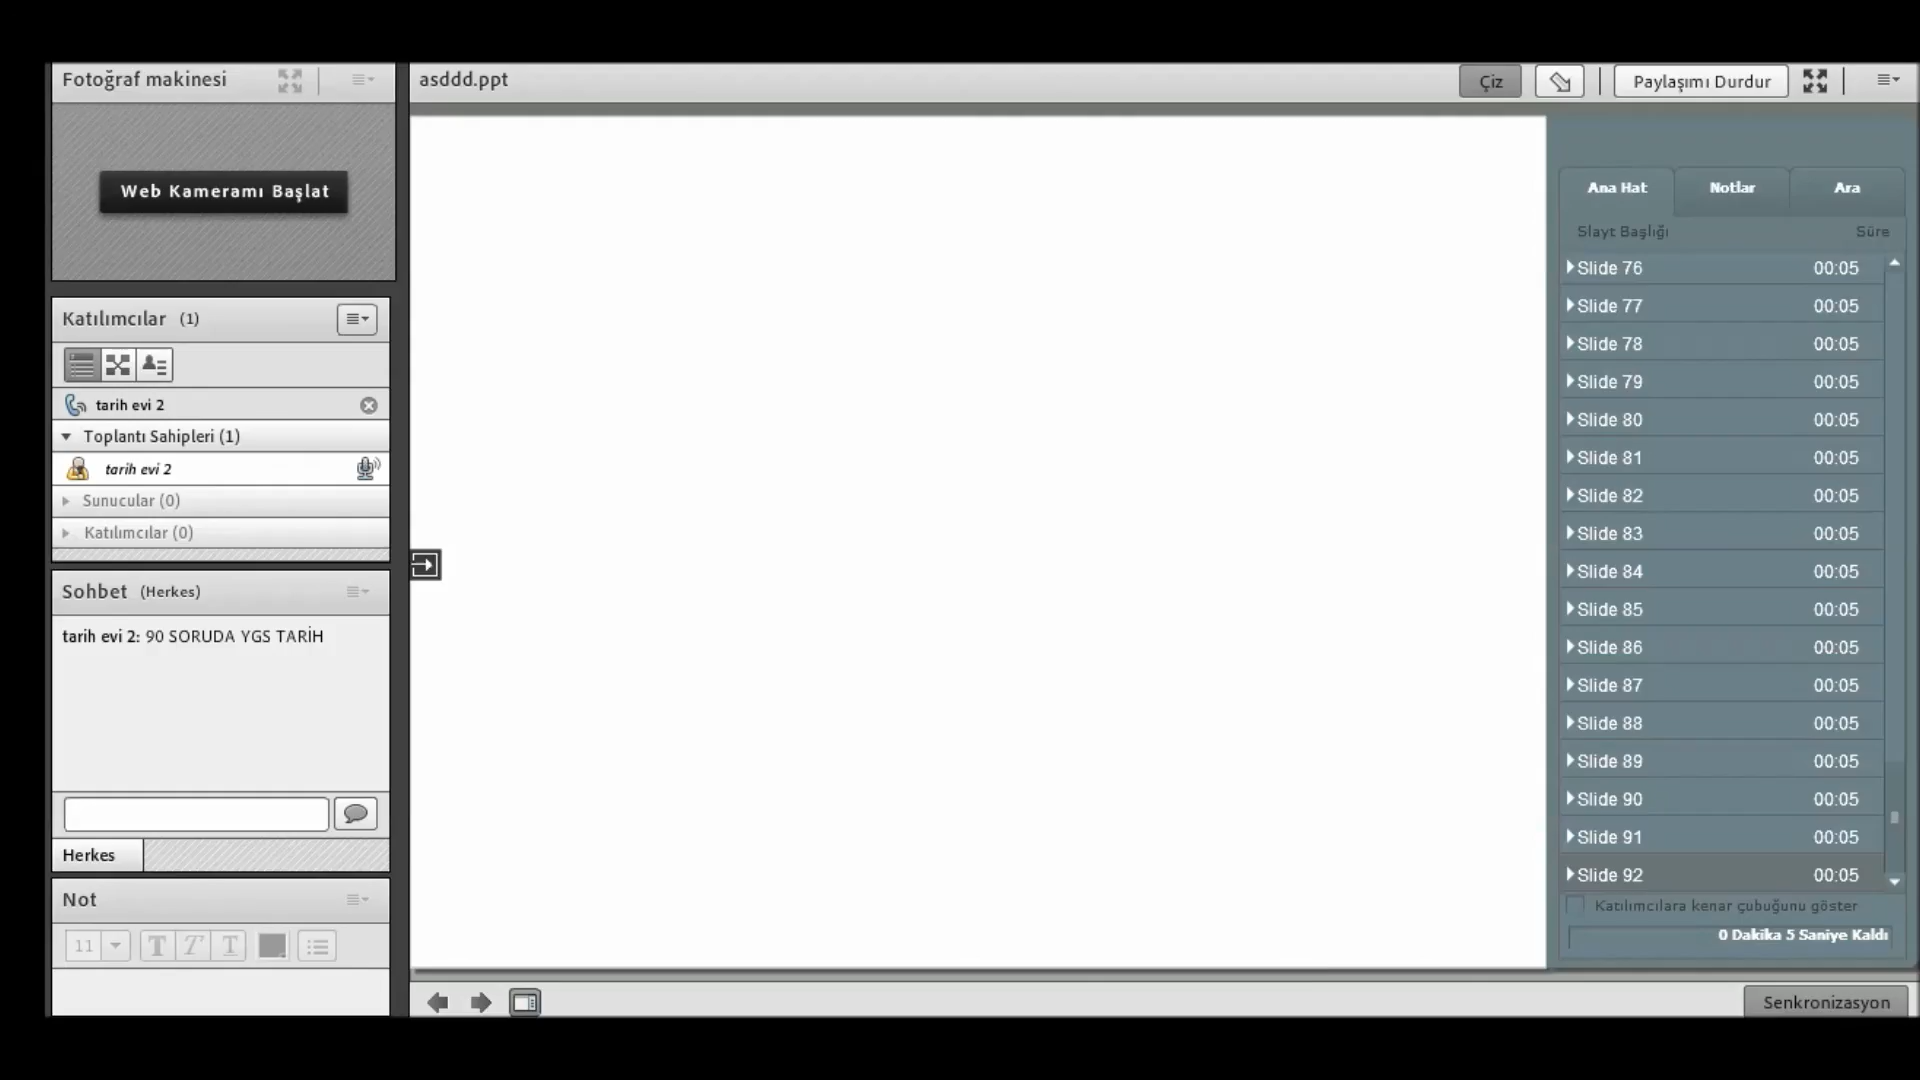 Fotoğraf makinesi
Web Kameramı Başlat
Katılımcılar (1)
tarih evi 2
Toplantı Sahipleri (1)
tarih evi 2
Sunucular (0)
Katılımcılar (0)
Sohbet (Herkes)
tarih evi 2: 90 SORUDA YGS TARİH
Herkes
Not
11 T T T
asddd.ppt
Çiz
Paylaşımı Durdur
Ana Hat Notlar Ara
Slayt Başlığı Süre
Slide 76 00:05
Slide 77 00:05
Slide 78 00:05
Slide 79 00:05
Slide 80 00:05
Slide 81 00:05
Slide 82 00:05
Slide 83 00:05
Slide 84 00:05
Slide 85 00:05
Slide 86 00:05
Slide 87 00:05
Slide 88 00:05
Slide 89 00:05
Slide 90 00:05
Slide 91 00:05
Slide 92 00:05
Katılımcılara kenar çubuğunu göster
0 Dakika 5 Saniye Kaldı
Senkronizasyon